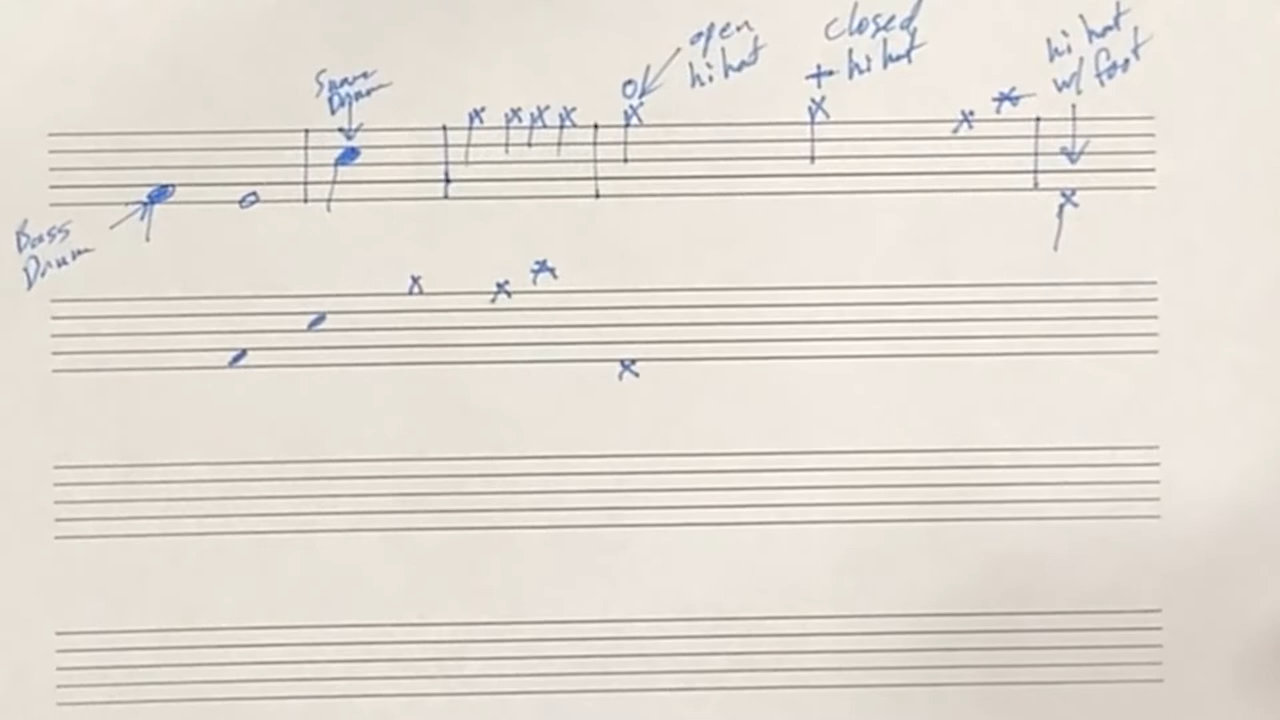 Bass
Drum
Snare
Drum
open
hi hat
closed
+ hi hat
hi hat
w/ foot